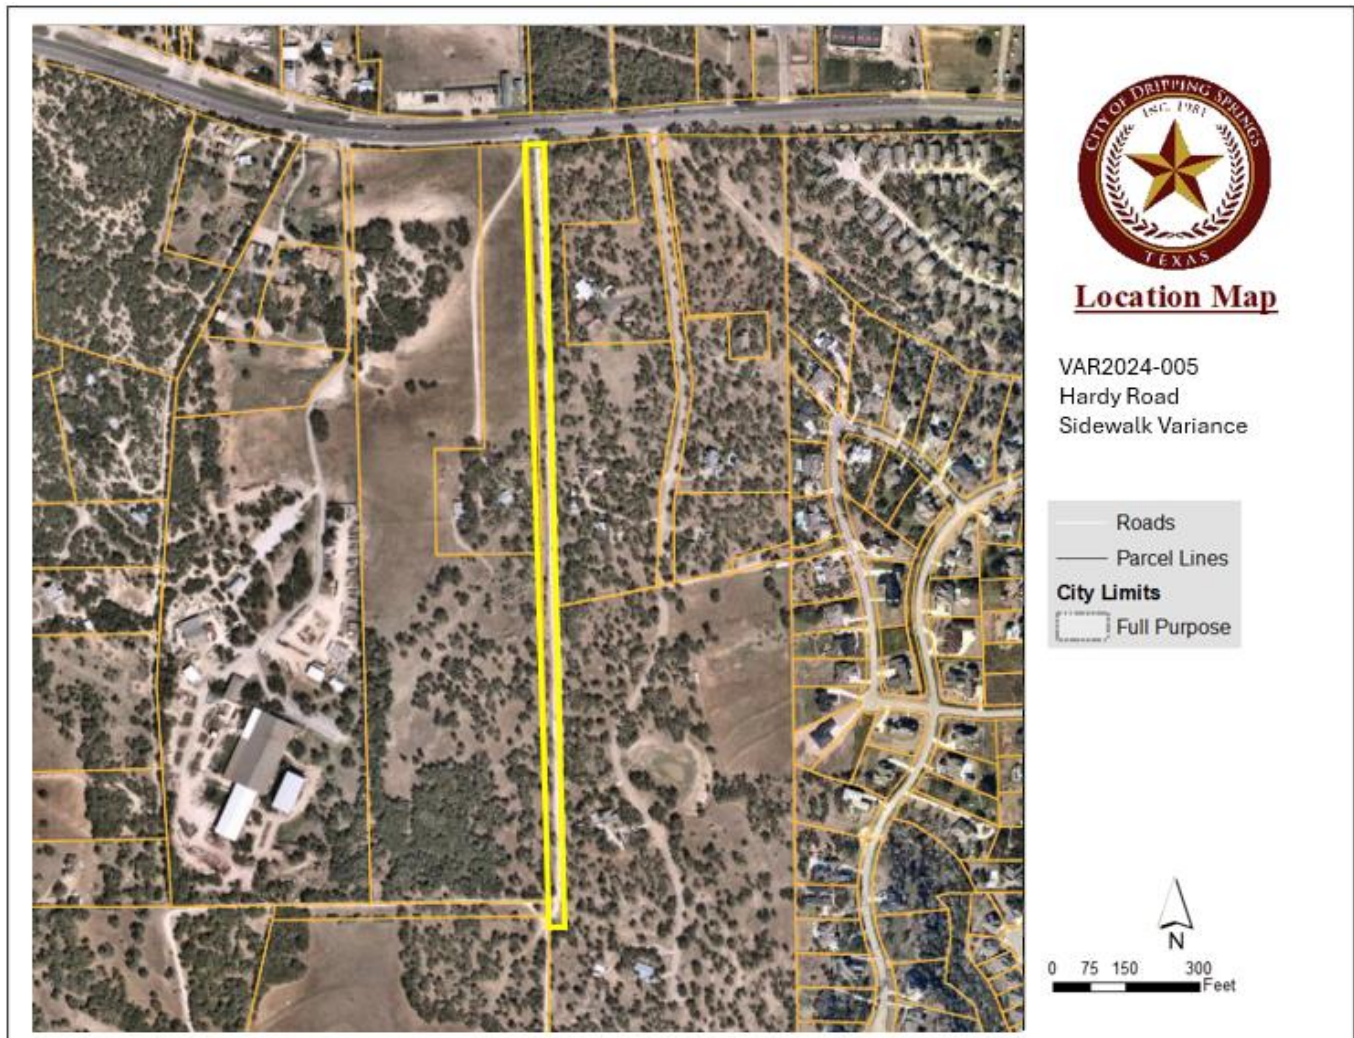 CITY OF DRIPPING SPRINGS
INC. 1981
TEXAS
Location Map
VAR2024-005
Hardy Road
Sidewalk Variance
Roads
Parcel Lines
City Limits
Full Purpose
N
0 75 150 300
Feet